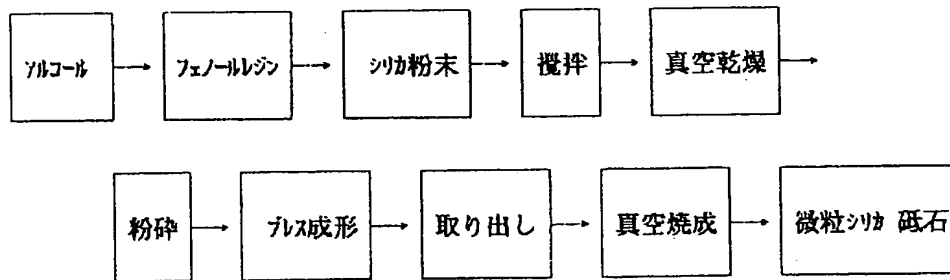 ｱﾙｺｰﾙ フェﾉｰﾙﾚｼﾞﾝ ｼﾘｶ粉末 攪拌 真空乾燥
粉砕 ﾌﾟﾚｽ成形 取り出し 真空焼成 微粒ｼﾘｶ 砥石